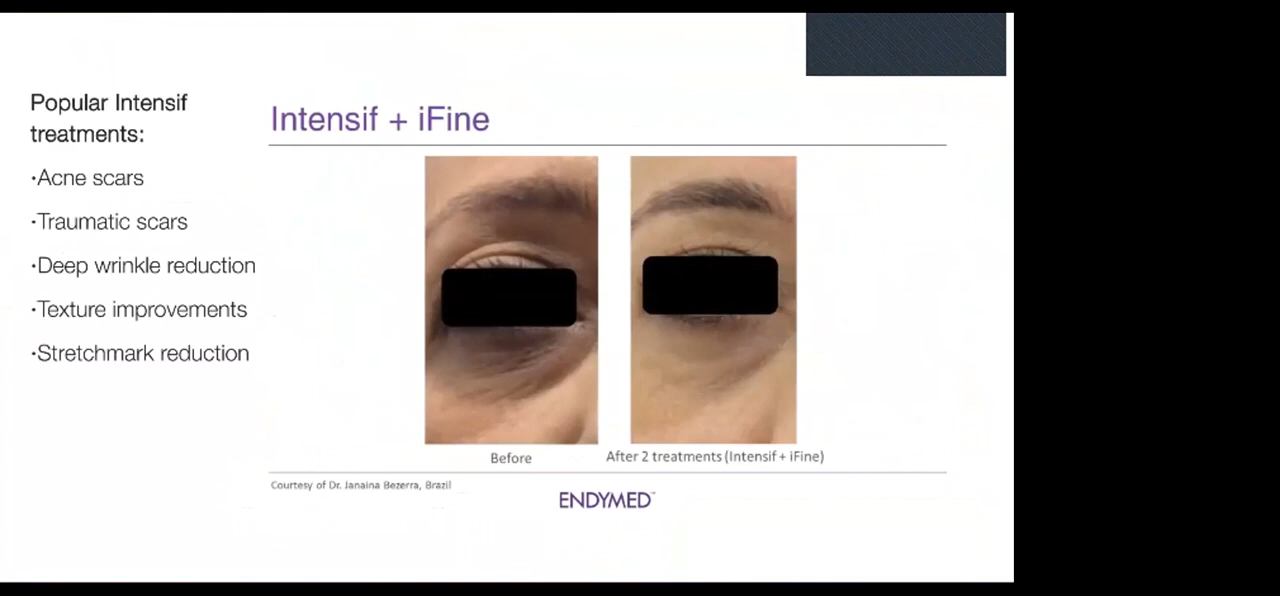 Popular Intensif
treatments:
·Acne scars
·Traumatic scars
·Deep wrinkle reduction
·Texture improvements
·Stretchmark reduction
Intensif + iFine
Before
After 2 treatments (Intensif + iFine)
Courtesy of Dr. Janaina Bezerra, Brazil
ENDYMED™